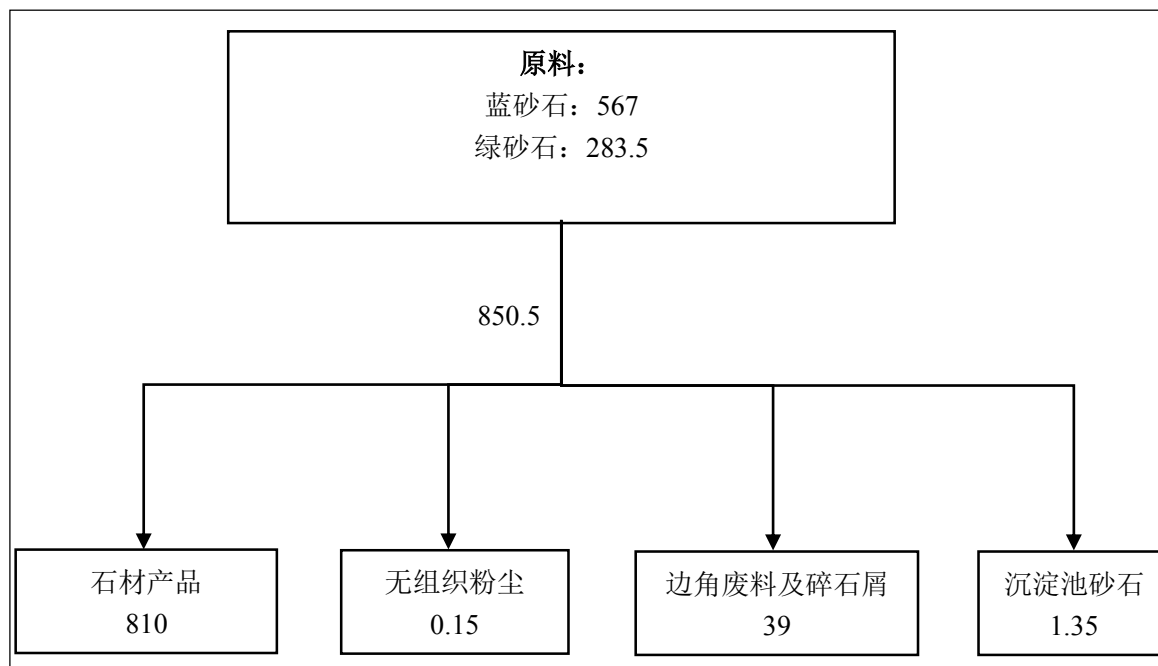 原料：
蓝砂石：567
绿砂石：283.5
850.5
石材产品
810
无组织粉尘
0.15
边角废料及碎石屑
39
沉淀池砂石
1.35